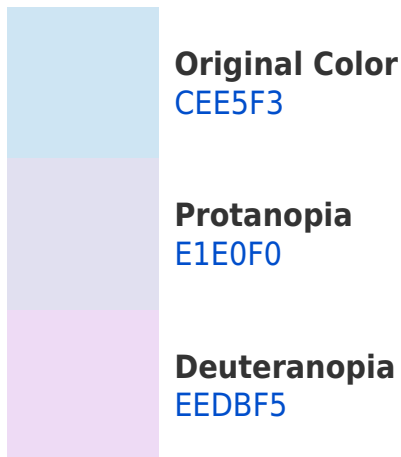 Original Color
CEE5F3
Protanopia
E1E0F0
Deuteranopia
EEDBF5